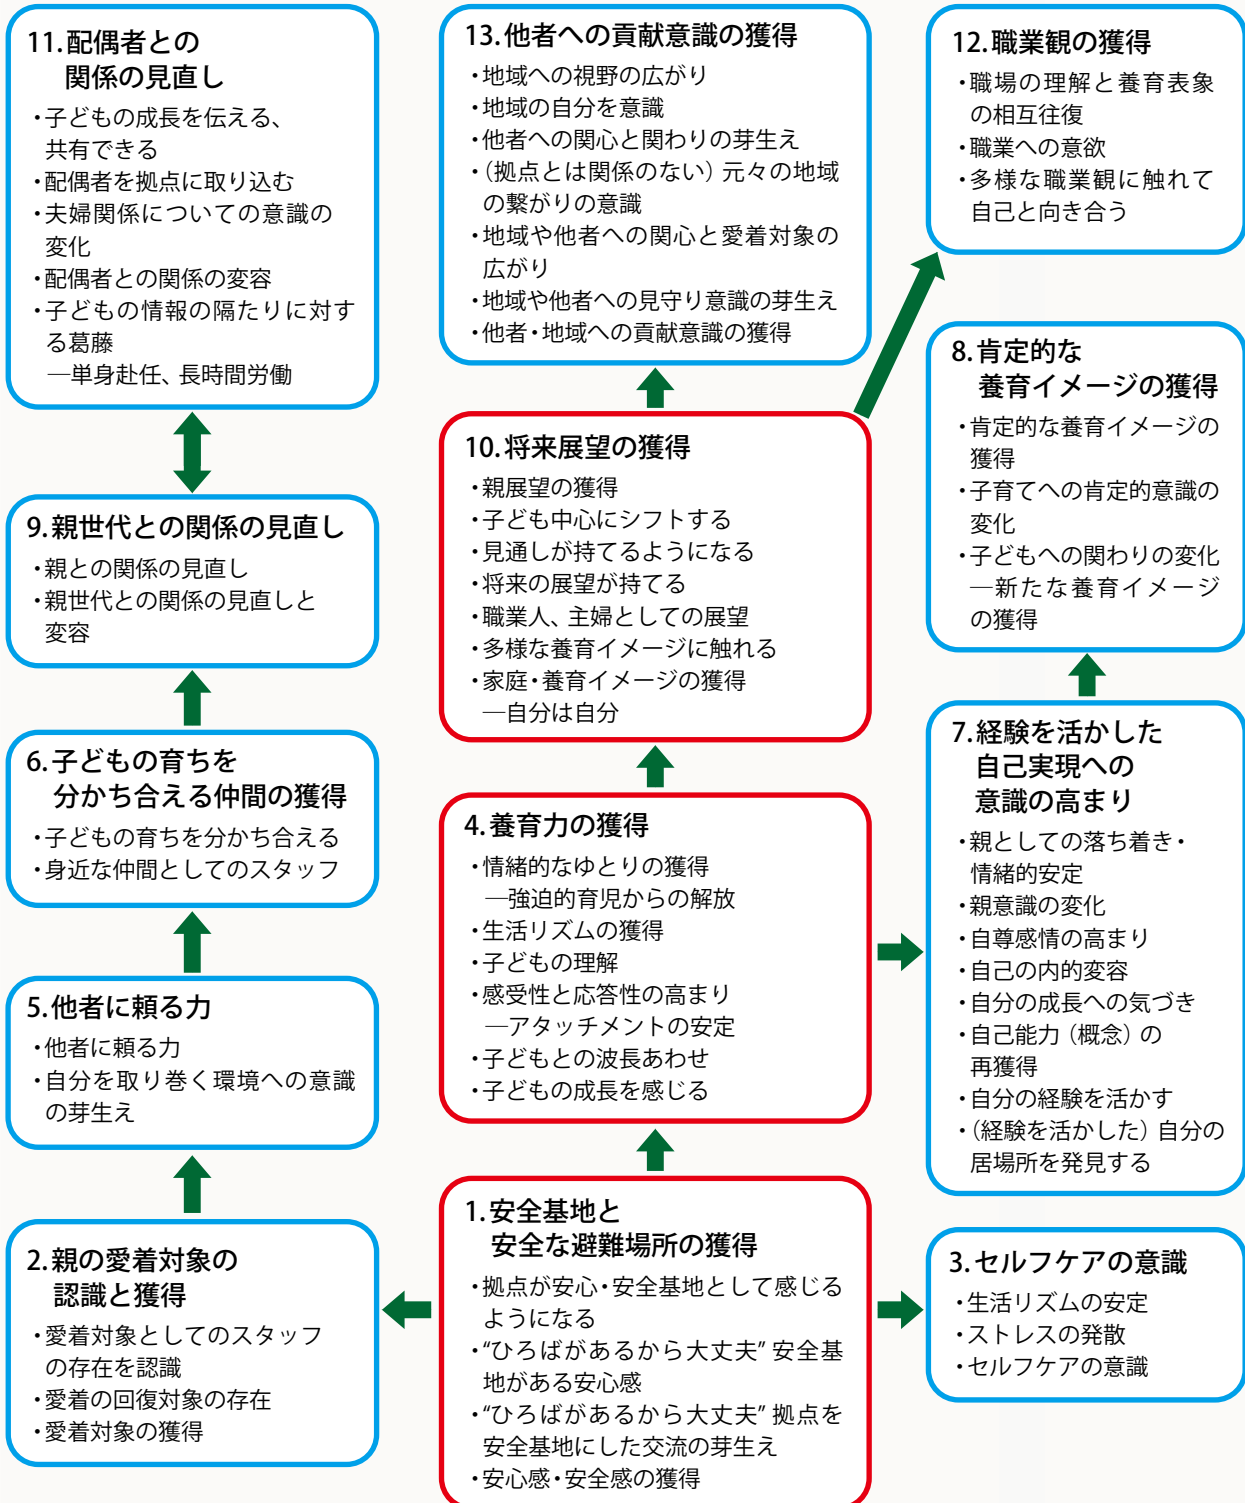 11.配偶者との
関係の見直し
・子どもの成長を伝える、
共有できる
・配偶者を拠点に取り込む
・夫婦関係についての意識の
変化
・配偶者との関係の変容
・子どもの情報の隔たりに対す
る葛藤
―単身赴任、長時間労働
9.親世代との関係の見直し
・親との関係の見直し
・親世代との関係の見直しと
変容
6.子どもの育ちを
分かち合える仲間の獲得
・子どもの育ちを分かち合える
・身近な仲間としてのスタッフ
5.他者に頼る力
・他者に頼る力
・自分を取り巻く環境への意識
の芽生え
2.親の愛着対象の
認識と獲得
・愛着対象としてのスタッフ
の存在を認識
・愛着の回復対象の存在
・愛着対象の獲得
13.他者への貢献意識の獲得
・地域への視野の広がり
・地域の自分を意識
・他者への関心と関わりの芽生え
・(拠点とは関係のない)元々の地域
の繋がりの意識
・地域や他者への関心と愛着対象の
広がり
・地域や他者への見守り意識の芽生え
・他者・地域への貢献意識の獲得
10.将来展望の獲得
・親展望の獲得
・子ども中心にシフトする
・見通しが持てるようになる
・将来の展望が持てる
・職業人、主婦としての展望
・多様な養育イメージに触れる
・家庭・養育イメージの獲得
―自分は自分
4.養育力の獲得
・情緒的なゆとりの獲得
―強迫的育児からの解放
・生活リズムの獲得
・子どもの理解
・感受性と応答性の高まり
―アタッチメントの安定
・子どもとの波長あわせ
・子どもの成長を感じる
1.安全基地と
安全な避難場所の獲得
・拠点が安心・安全基地として感じる
ようになる
・“ひろばがあるから大丈夫” 安全基
地がある安心感
・“ひろばがあるから大丈夫” 拠点を
安全基地にした交流の芽生え
・安心感・安全感の獲得
12.職業観の獲得
・職場の理解と養育表象
の相互往復
・職業への意欲
・多様な職業観に触れて
自己と向き合う
8.肯定的な
養育イメージの獲得
・肯定的な養育イメージの
獲得
・子育てへの肯定的意識の
変化
・子どもへの関わりの変化
―新たな養育イメージ
の獲得
7.経験を活かした
自己実現への
意識の高まり
・親としての落ち着き・
情緒的安定
・親意識の変化
・自尊感情の高まり
・自己の内的変容
・自分の成長への気づき
・自己能力(概念)の
再獲得
・自分の経験を活かす
・(経験を活かした)自分の
居場所を発見する
3.セルフケアの意識
・生活リズムの安定
・ストレスの発散
・セルフケアの意識